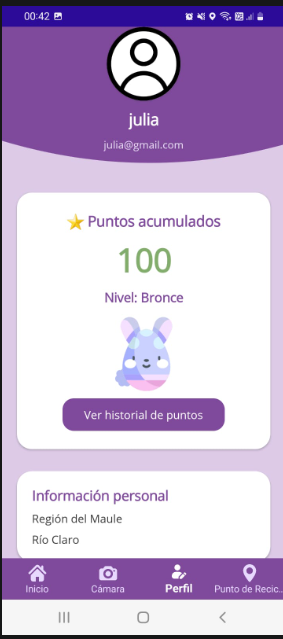 00:42
julia
julia@gmail.com
Puntos acumulados
100
Nivel: Bronce
Ver historial de puntos
Información personal
Región del Maule
Río Claro
Inicio
Cámara
Perfil
Punto de Recic...